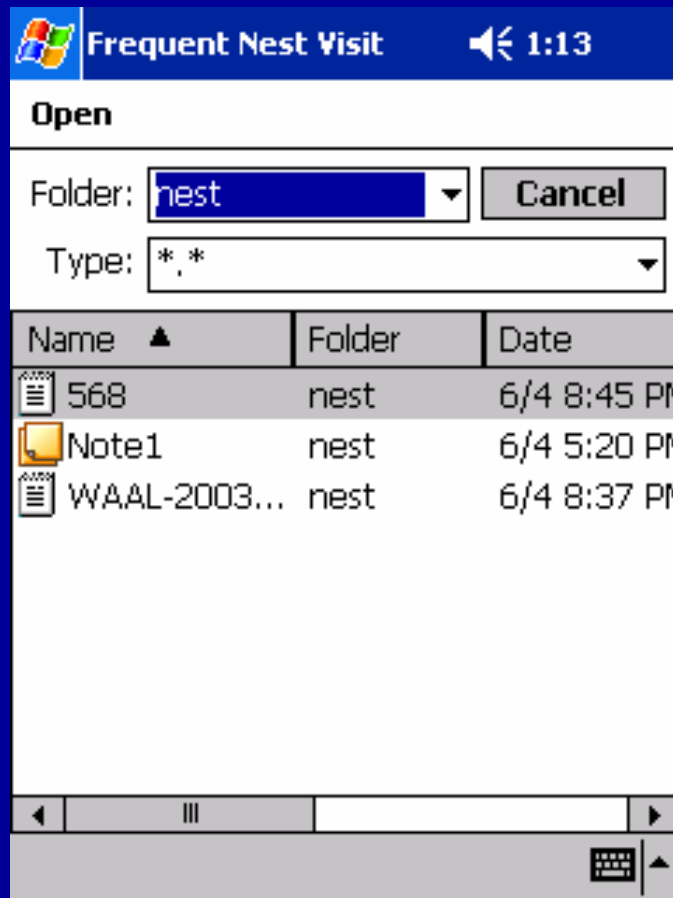 Frequent Nest Visit 1:13
Open
Folder: nest Cancel
Type: *.*
Name Folder Date
568 nest 6/4 8:45 PM
Note1 nest 6/4 5:20 PM
WAAL-2003... nest 6/4 8:37 PM